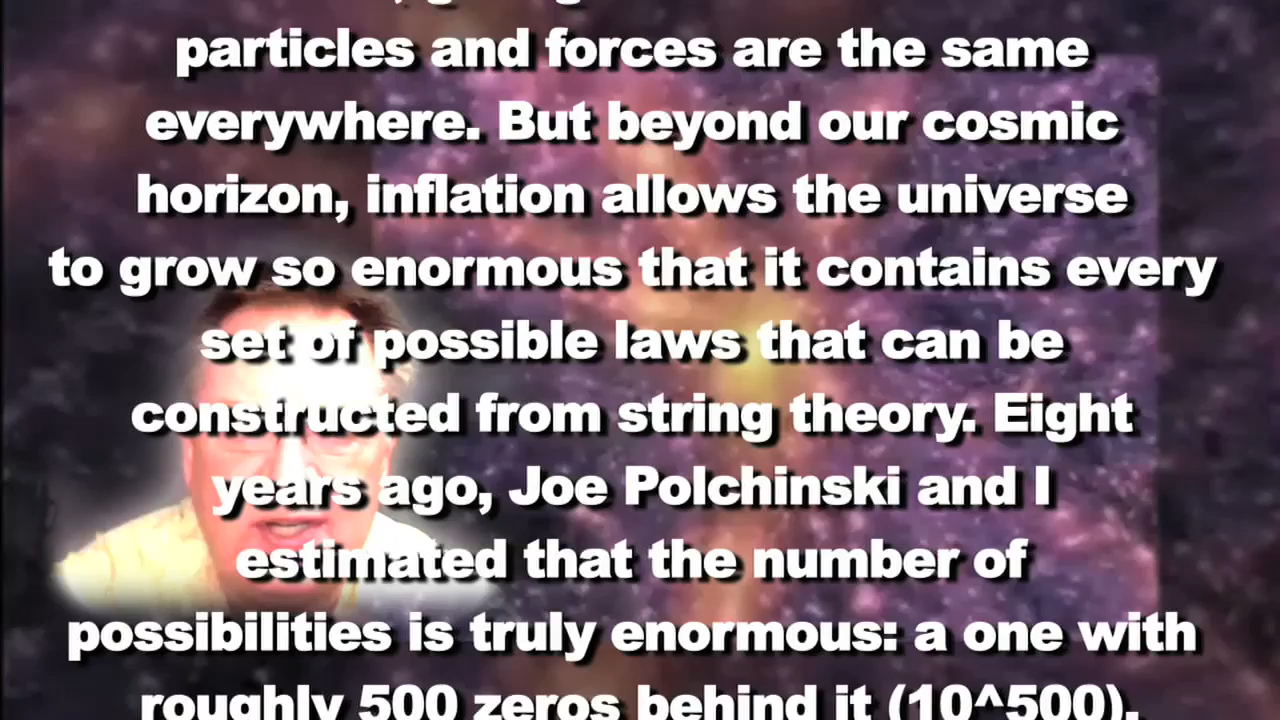 particles and forces are the same
everywhere. But beyond our cosmic
horizon, inflation allows the universe
to grow so enormous that it contains every
set of possible laws that can be
constructed from string theory. Eight
years ago, Joe Polchinski and I
estimated that the number of
possibilities is truly enormous: a one with
roughly 500 zeros behind it (10^500).